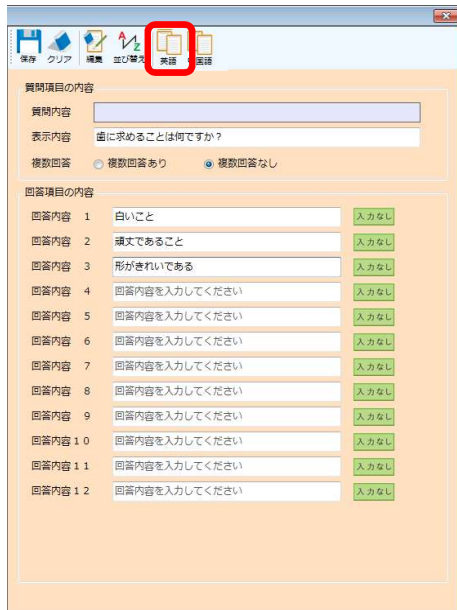 保存 クリア 編集 並び替え 英語 中国語
質問項目の内容
質問内容
表示内容 歯に求めることは何ですか?
複数回答 複数回答あり 複数回答なし
回答項目の内容
回答内容 1 白いこと 入力なし
回答内容 2 頑丈であること 入力なし
回答内容 3 形がきれいである 入力なし
回答内容 4 回答内容を入力してください 入力なし
回答内容 5 回答内容を入力してください 入力なし
回答内容 6 回答内容を入力してください 入力なし
回答内容 7 回答内容を入力してください 入力なし
回答内容 8 回答内容を入力してください 入力なし
回答内容 9 回答内容を入力してください 入力なし
回答内容10 回答内容を入力してください 入力なし
回答内容11 回答内容を入力してください 入力なし
回答内容12 回答内容を入力してください 入力なし